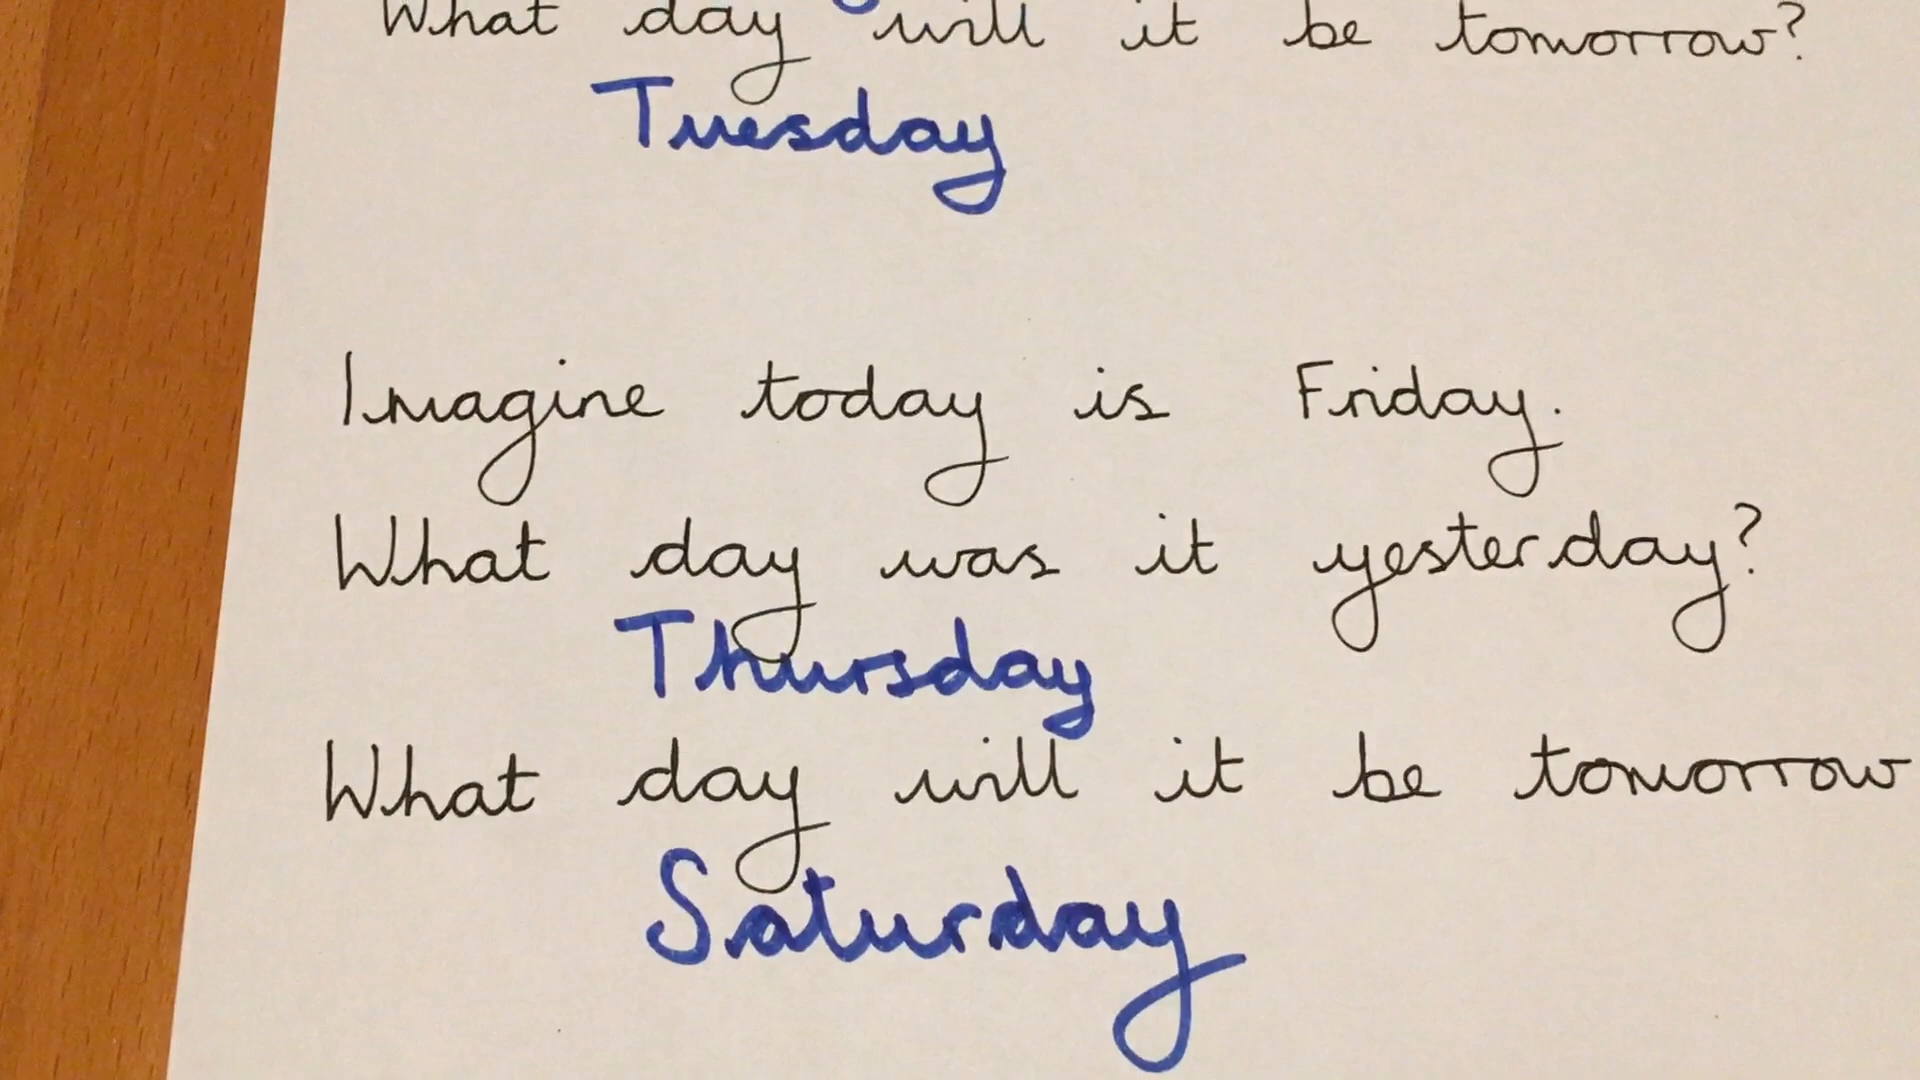 What day will it be tomorrow?
Tuesday
Imagine today is Friday.
What day was it yesterday?
Thursday
What day will it be tomorrow
Saturday